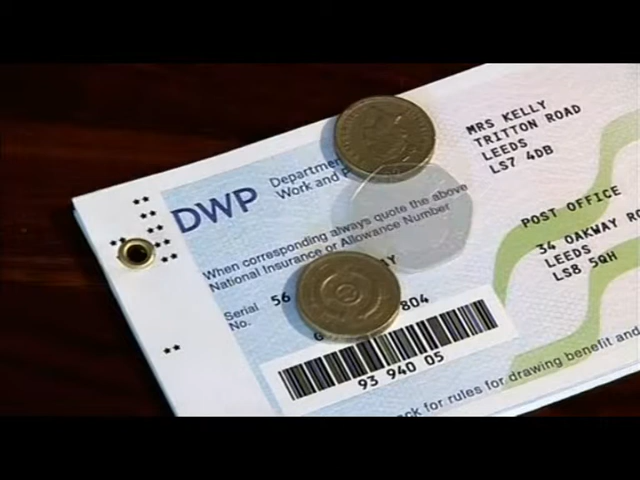 DWP
Department
Work and P
When corresponding always quote the above
National Insurance or Allowance Number
Serial
No.
56
804
93 940 05
ck for rules for drawing benefit and
MRS KELLY
TRITTON ROAD
LEEDS
LS7 4DB
POST OFFICE
34 OAKWAY RO
LEEDS
LS8 5QH